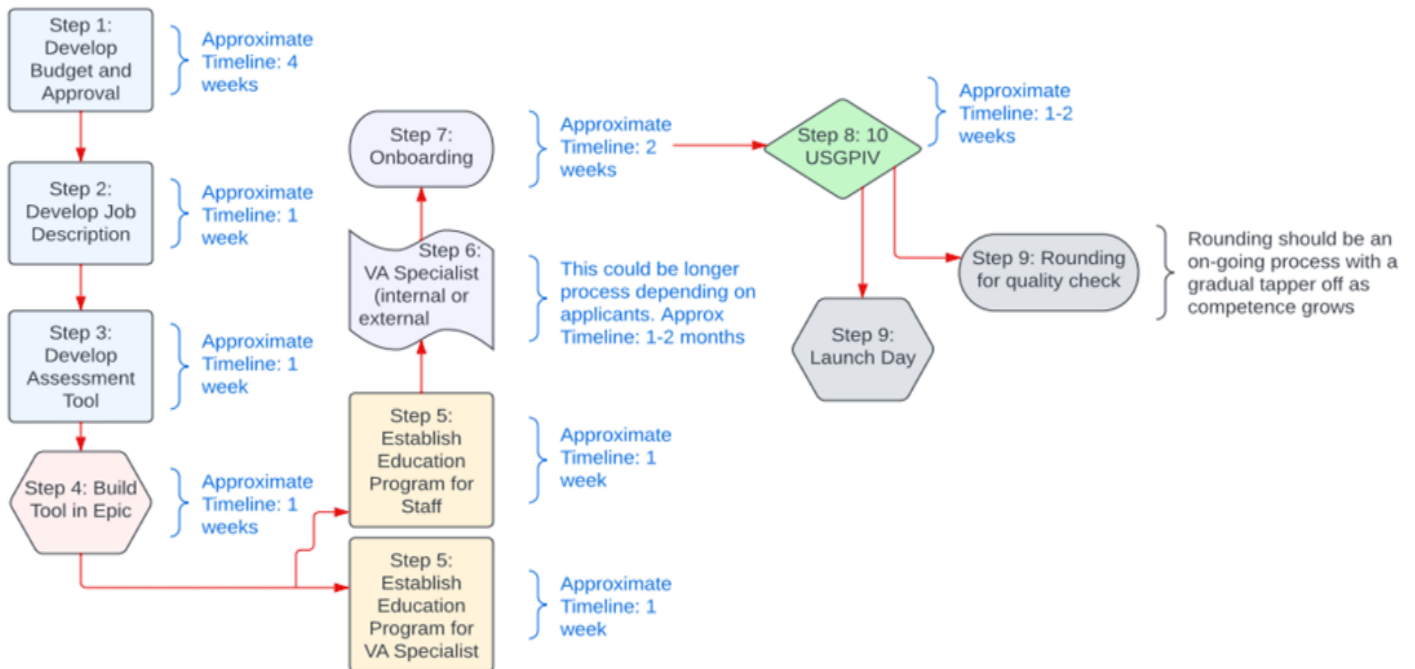 Step 1:
Develop
Budget and
Approval
Approximate
Timeline: 4
weeks
Step 2:
Develop Job
Description
Approximate
Timeline: 1
week
Step 3:
Develop
Assessment
Tool
Approximate
Timeline: 1
week
Step 4: Build
Tool in Epic
Approximate
Timeline: 1
weeks
Step 5:
Establish
Education
Program for
Staff
Approximate
Timeline: 1
week
Step 5:
Establish
Education
Program for
VA Specialist
Approximate
Timeline: 1
week
Step 6:
VA Specialist
(internal or
external
This could be longer
process depending on
applicants. Approx
Timeline: 1-2 months
Step 7:
Onboarding
Approximate
Timeline: 2
weeks
Step 8: 10
USGPIV
Approximate
Timeline: 1-2
weeks
Step 9: Rounding
for quality check
Rounding should be an
on-going process with a
gradual tapper off as
competence grows
Step 9:
Launch Day